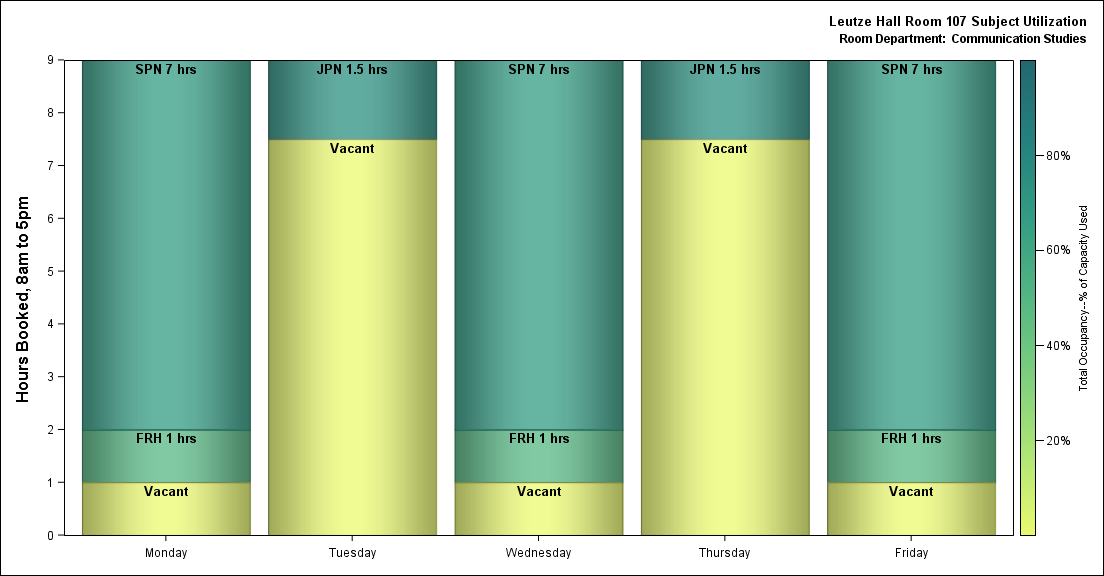 Leutze Hall Room 107 Subject Utilization
Room Department: Communication Studies
Hours Booked, 8am to 5pm
9
8
7
6
5
4
3
2
1
0
SPN 7 hrs
FRH 1 hrs
Vacant
JPN 1.5 hrs
Vacant
SPN 7 hrs
FRH 1 hrs
Vacant
JPN 1.5 hrs
Vacant
SPN 7 hrs
FRH 1 hrs
Vacant
Monday
Tuesday
Wednesday
Thursday
Friday
80%
60%
40%
20%
Total Occupancy--% of Capacity Used